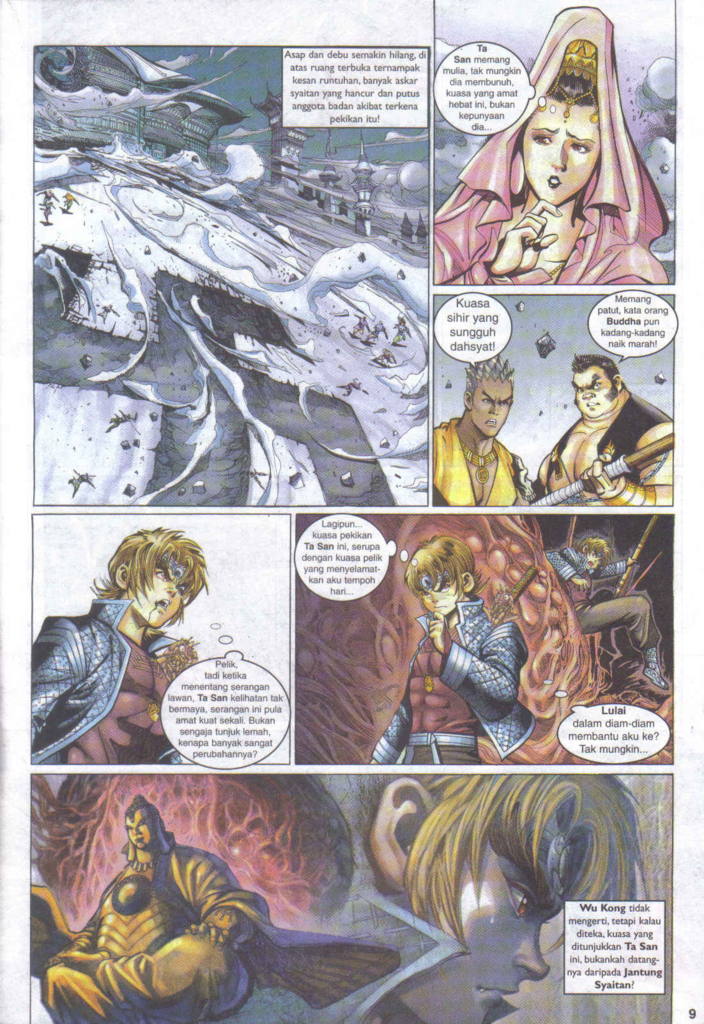 Asap dan debu semakin hilang, di
atas ruang terbuka ternampak
kesan runtuhan, banyak askar
syaitan yang hancur dan putus
anggota badan akibat terkena
pekikan itu!
Ta
San memang
mulia, tak mungkin
dia membunuh,
kuasa yang amat
hebat ini, bukan
kepunyaan
dia...
Kuasa
sihir yang
sungguh
dahsyat!
Memang
patut, kata orang
Buddha pun
kadang-kadang
naik marah!
Pelik,
tadi ketika
menentang serangan
lawan, Ta San kelihatan tak
bermaya, serangan ini pula
amat kuat sekali. Bukan
sengaja tunjuk lemah,
kenapa banyak sangat
perubahannya?
Lagipun...
kuasa pekikan
Ta San ini, serupa
dengan kuasa pelik
yang menyelamat-
kan aku tempoh
hari...
Lulai
dalam diam-diam
membantu aku ke?
Tak mungkin...
Wu Kong tidak
mengerti, tetapi kalau
diteka, kuasa yang
ditunjukkan Ta San
ini, bukankah datang-
nya daripada Jantung
Syaitan?
9